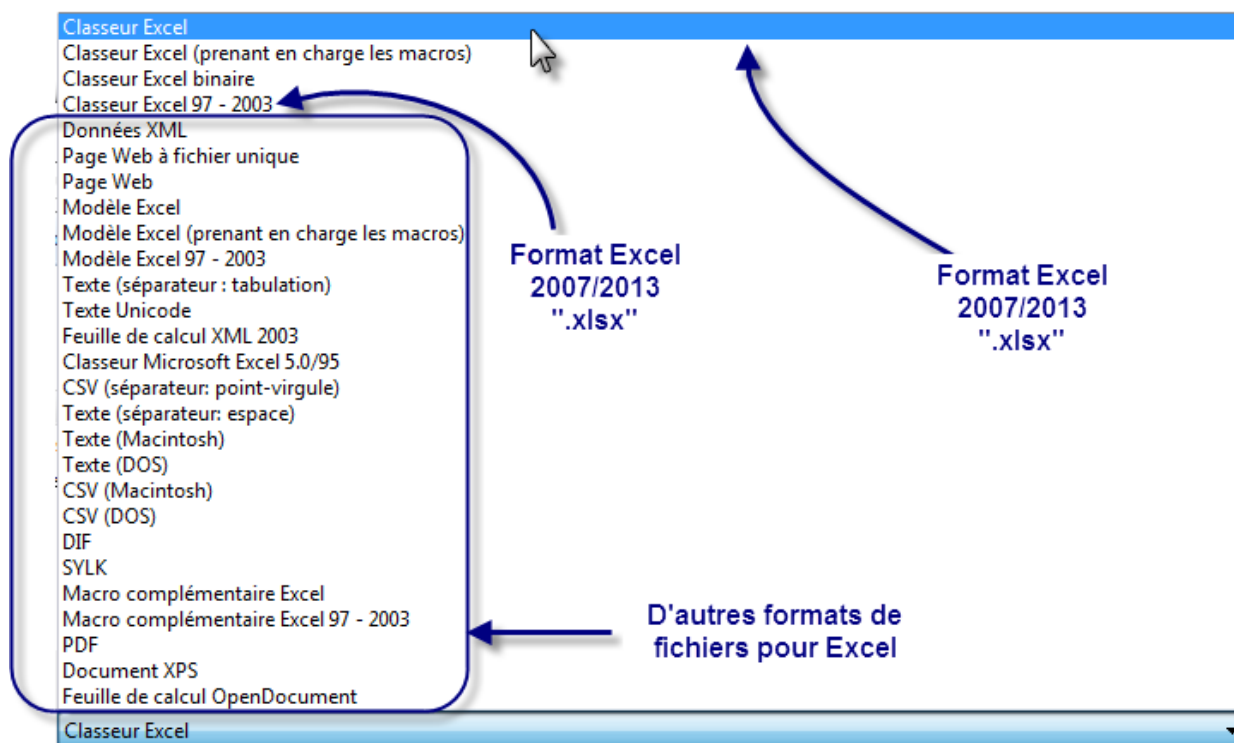 Classeur Excel
Classeur Excel (prenant en charge les macros)
Classeur Excel binaire
Classeur Excel 97 - 2003
Données XML
Page Web à fichier unique
Page Web
Modèle Excel
Modèle Excel (prenant en charge les macros)
Modèle Excel 97 - 2003
Texte (séparateur : tabulation)
Texte Unicode
Feuille de calcul XML 2003
Classeur Microsoft Excel 5.0/95
CSV (séparateur: point-virgule)
Texte (séparateur: espace)
Texte (Macintosh)
Texte (DOS)
CSV (Macintosh)
CSV (DOS)
DIF
SYLK
Macro complémentaire Excel
Macro complémentaire Excel 97 - 2003
PDF
Document XPS
Feuille de calcul OpenDocument
Classeur Excel
Format Excel
2007/2013
".xlsx"
Format Excel
2007/2013
".xlsx"
D'autres formats de
fichiers pour Excel